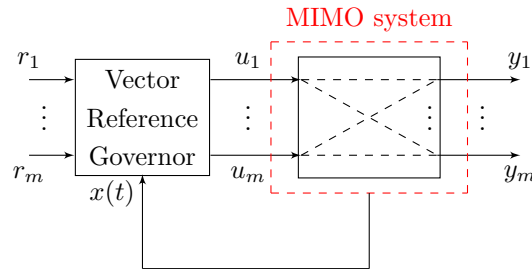 MIMO system
r₁ u₁ y₁
Vector
⋮ Reference ⋮ ⋮ ⋮
Governor
rₘ uₘ yₘ
x(t)